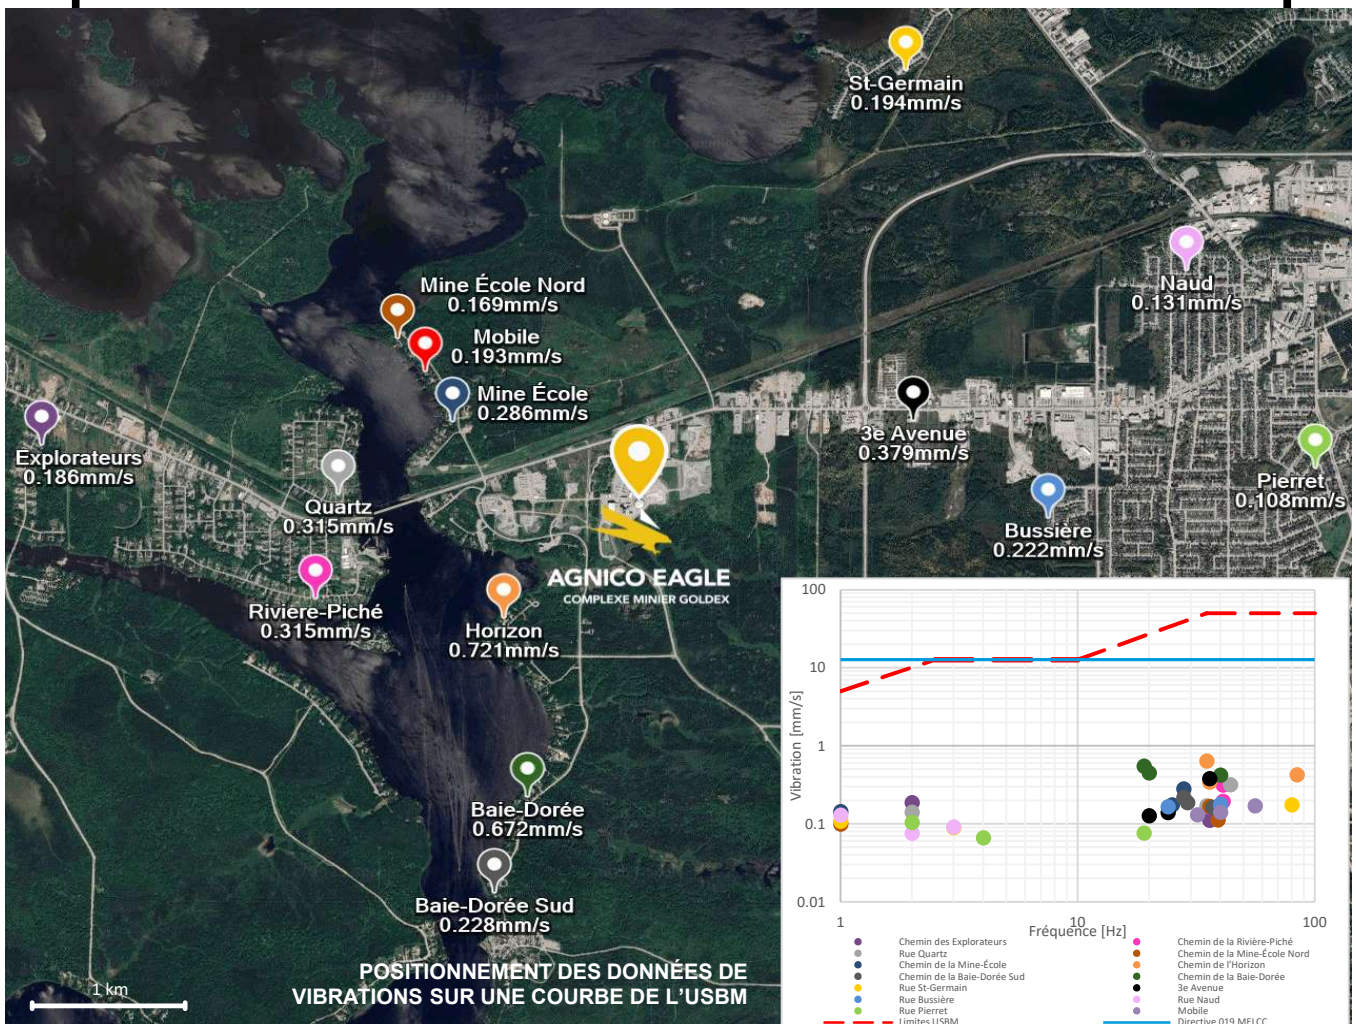 St-Germain
0.194mm/s
Naud
0.131mm/s
Mine École Nord
0.169mm/s
Mobile
0.193mm/s
Mine École
0.286mm/s
Explorateurs
0.186mm/s
Quartz
0.315mm/s
3e Avenue
0.379mm/s
Pierret
0.108mm/s
Bussière
0.222mm/s
Riviere-Piché
0.315mm/s
AGNICO EAGLE
COMPLEXE MINIER GOLDEX
Horizon
0.721mm/s
Baie-Dorée
0.672mm/s
Baie-Dorée Sud
0.228mm/s
POSITIONNEMENT DES DONNÉES DE
VIBRATIONS SUR UNE COURBE DE L'USBM
1 km
100
10
1
0.1
0.01
Vibration [mm/s]
1
10
100
Fréquence [Hz]
Chemin des Explorateurs
Chemin de la Rivière-Piché
Rue Quartz
Chemin de la Mine-École Nord
Chemin de la Mine-École
Chemin de l'Horizon
Chemin de la Baie-Dorée Sud
Chemin de la Baie-Dorée
Rue St-Germain
3e Avenue
Rue Bussière
Rue Naud
Rue Pierret
Mobile
Limites USBM
Directive 019 MELCC